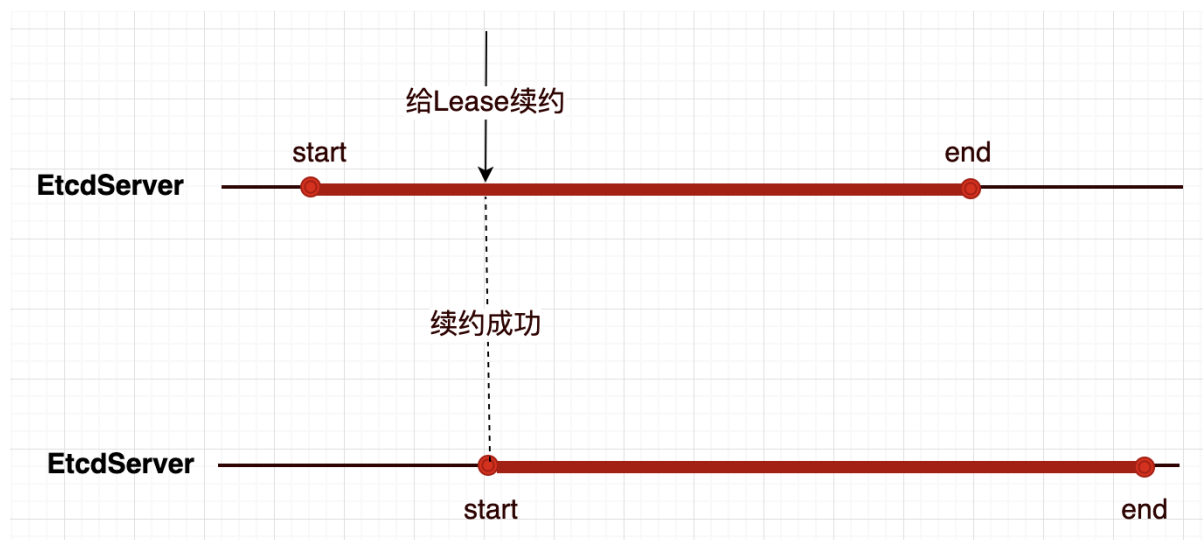 给Lease续约
start
end
EtcdServer
续约成功
EtcdServer
start
end